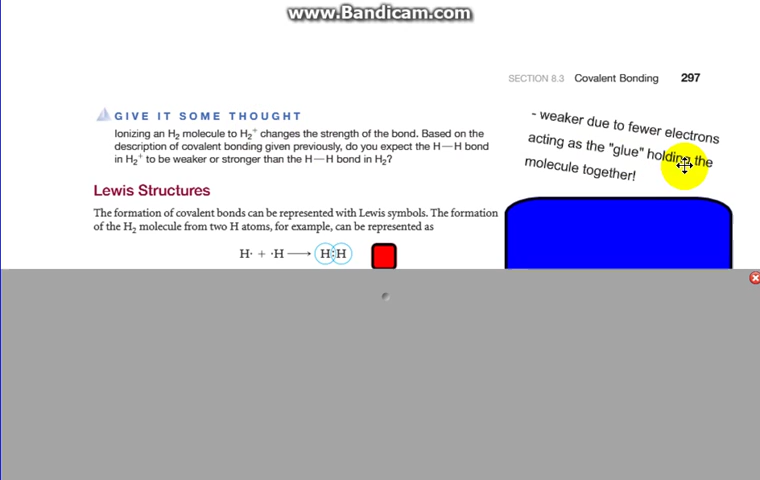 www.Bandicam.com
SECTION 8.3 Covalent Bonding 297
GIVE IT SOME THOUGHT
Ionizing an H₂ molecule to H₂⁺ changes the strength of the bond. Based on the
description of covalent bonding given previously, do you expect the H—H bond
in H₂⁺ to be weaker or stronger than the H—H bond in H₂?
- weaker due to fewer electrons
acting as the "glue" holding the
molecule together!
Lewis Structures
The formation of covalent bonds can be represented with Lewis symbols. The formation
of the H₂ molecule from two H atoms, for example, can be represented as
H· + ·H ⟶ H:H